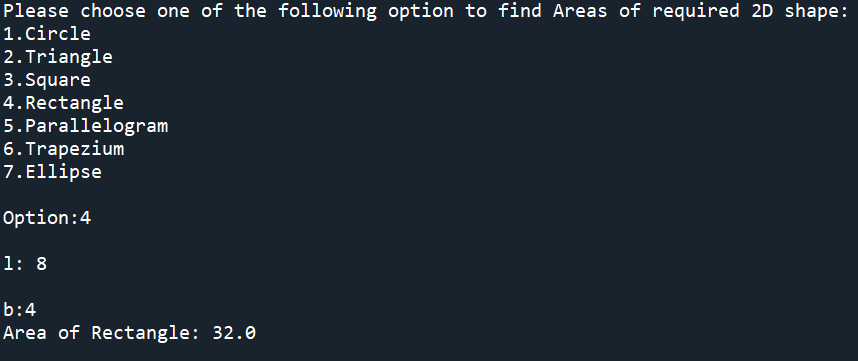 Please choose one of the following option to find Areas of required 2D shape:
1.Circle
2.Triangle
3.Square
4.Rectangle
5.Parallelogram
6.Trapezium
7.Ellipse
Option:4
l: 8
b:4
Area of Rectangle: 32.0